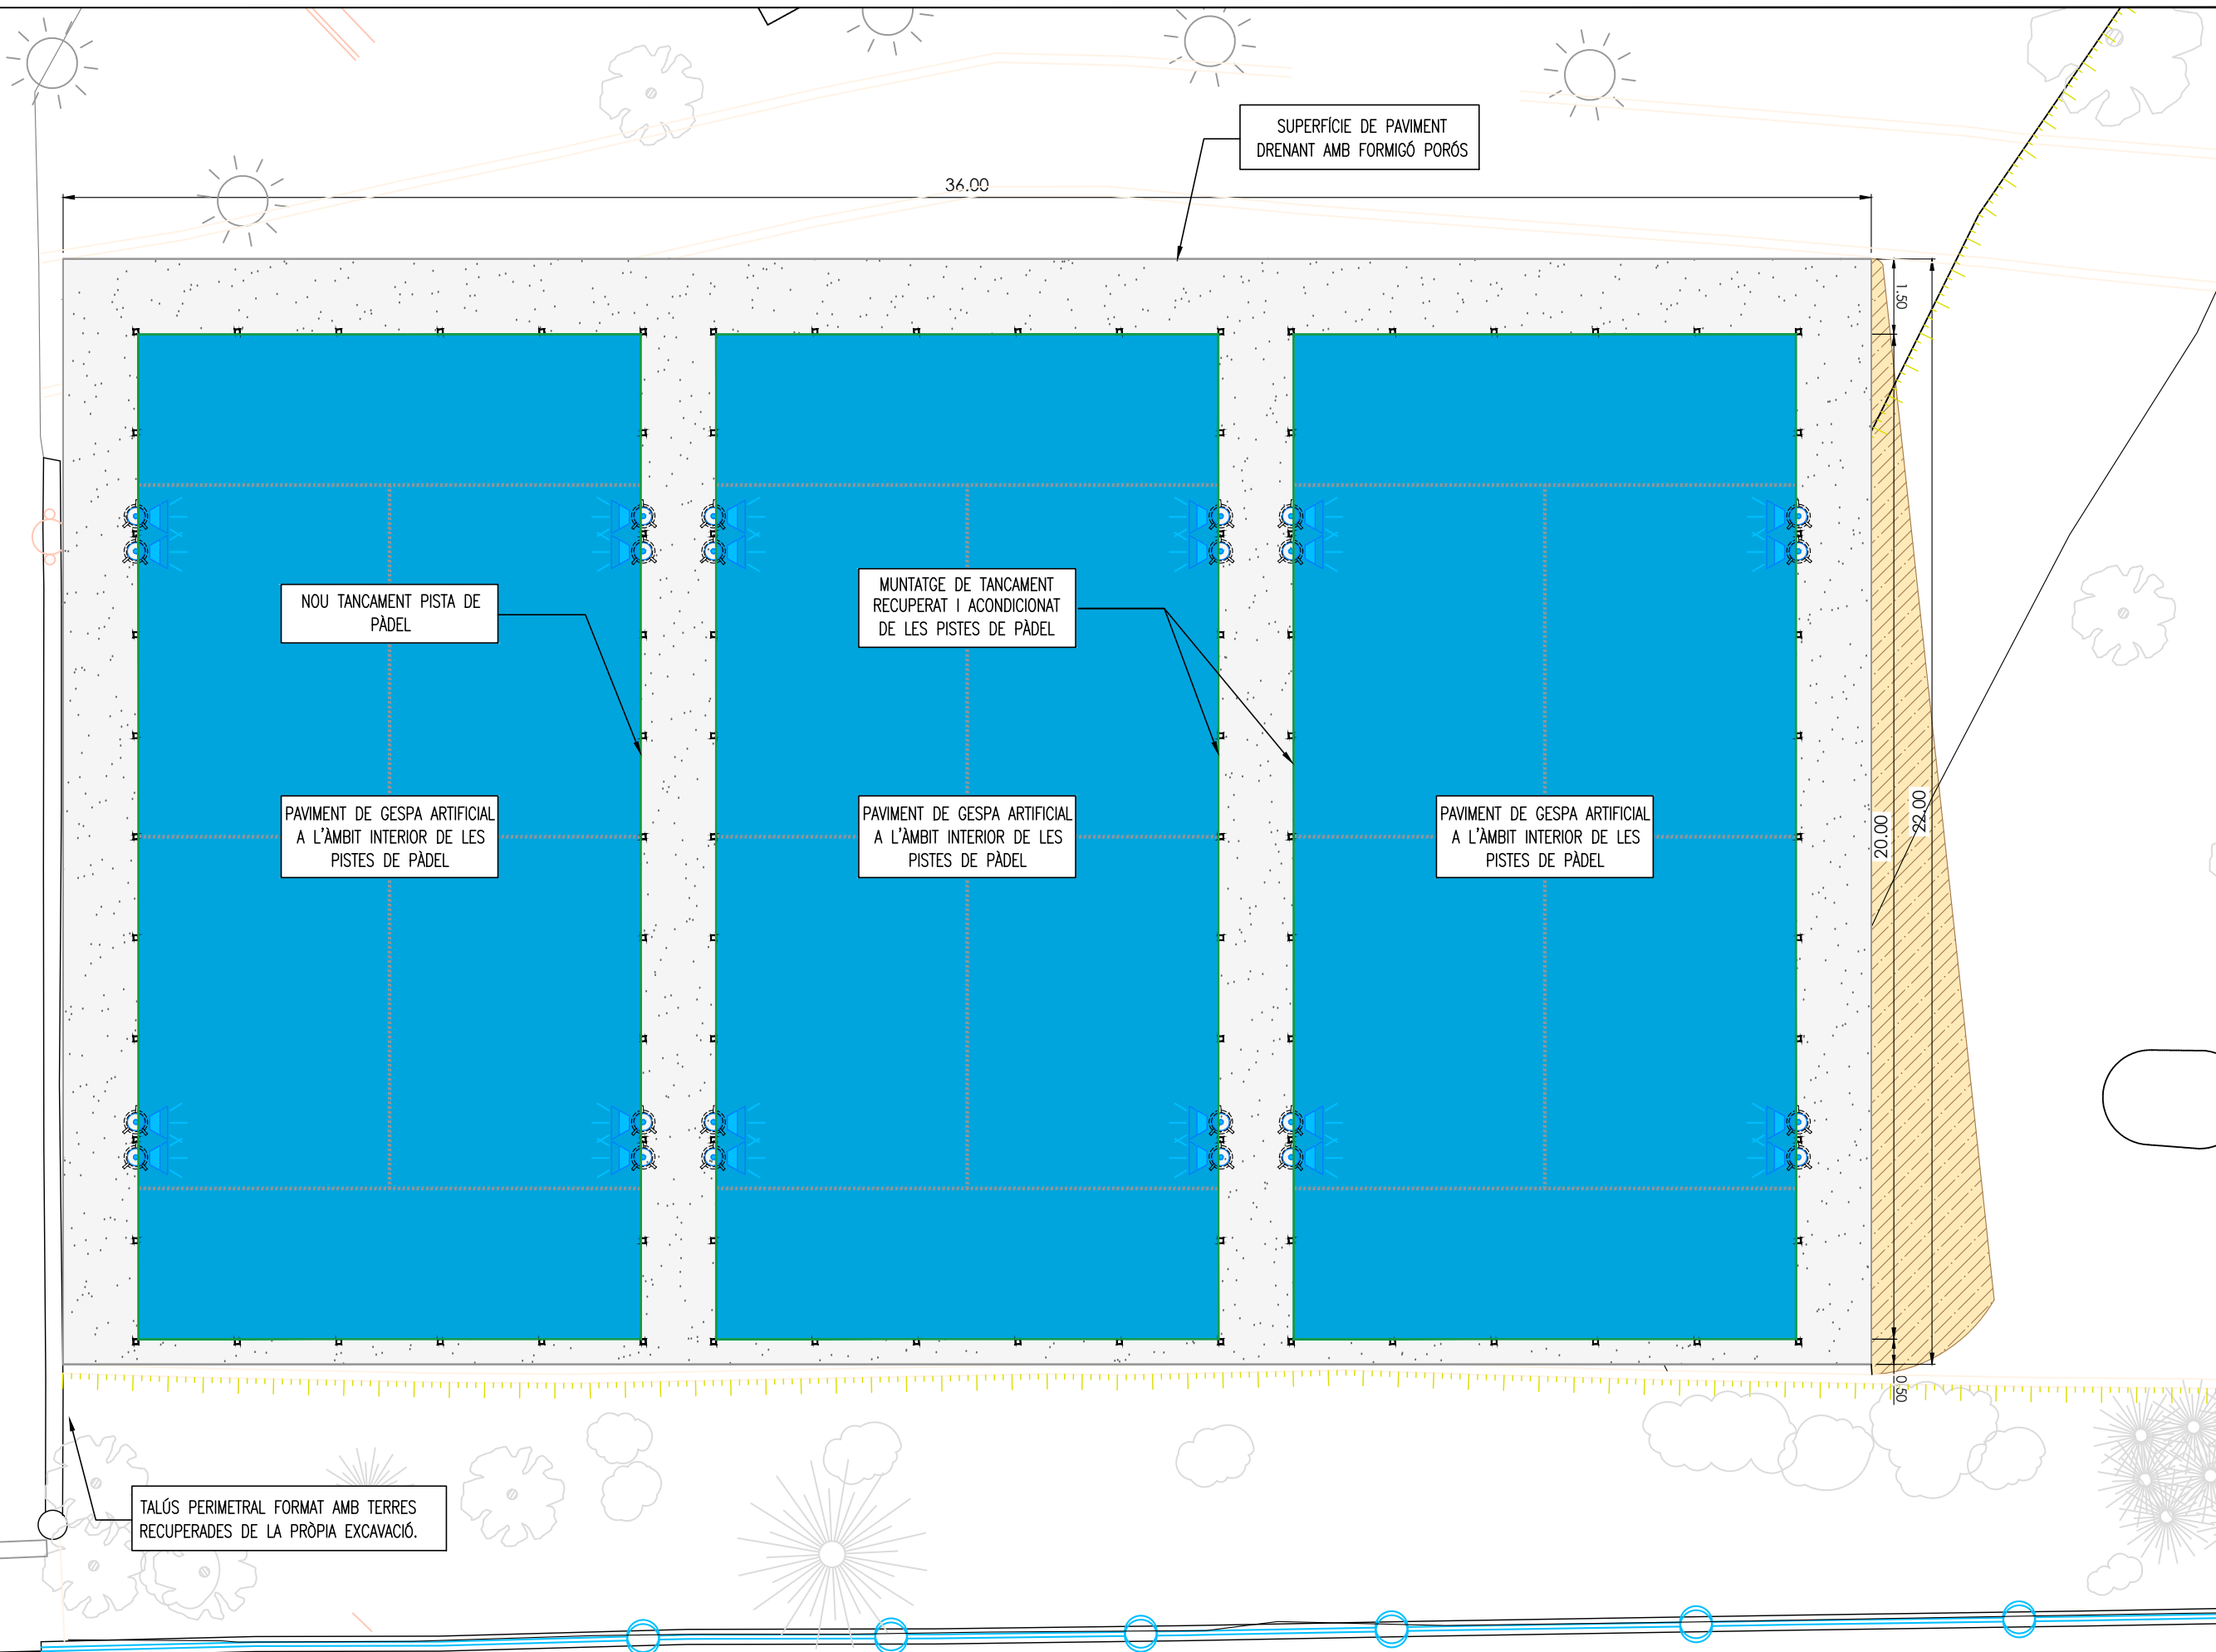 SUPERFÍCIE DE PAVIMENT
DRENANT AMB FORMIGÓ PORÓS
36.00
1.50
NOU TANCAMENT PISTA DE
PÀDEL
MUNTATGE DE TANCAMENT
RECUPERAT I ACONDICIONAT
DE LES PISTES DE PÀDEL
PAVIMENT DE GESPA ARTIFICIAL
A L'ÀMBIT INTERIOR DE LES
PISTES DE PÀDEL
PAVIMENT DE GESPA ARTIFICIAL
A L'ÀMBIT INTERIOR DE LES
PISTES DE PÀDEL
PAVIMENT DE GESPA ARTIFICIAL
A L'ÀMBIT INTERIOR DE LES
PISTES DE PÀDEL
20.00
22.00
0.50
TALÚS PERIMETRAL FORMAT AMB TERRES
RECUPERADES DE LA PRÒPIA EXCAVACIÓ.